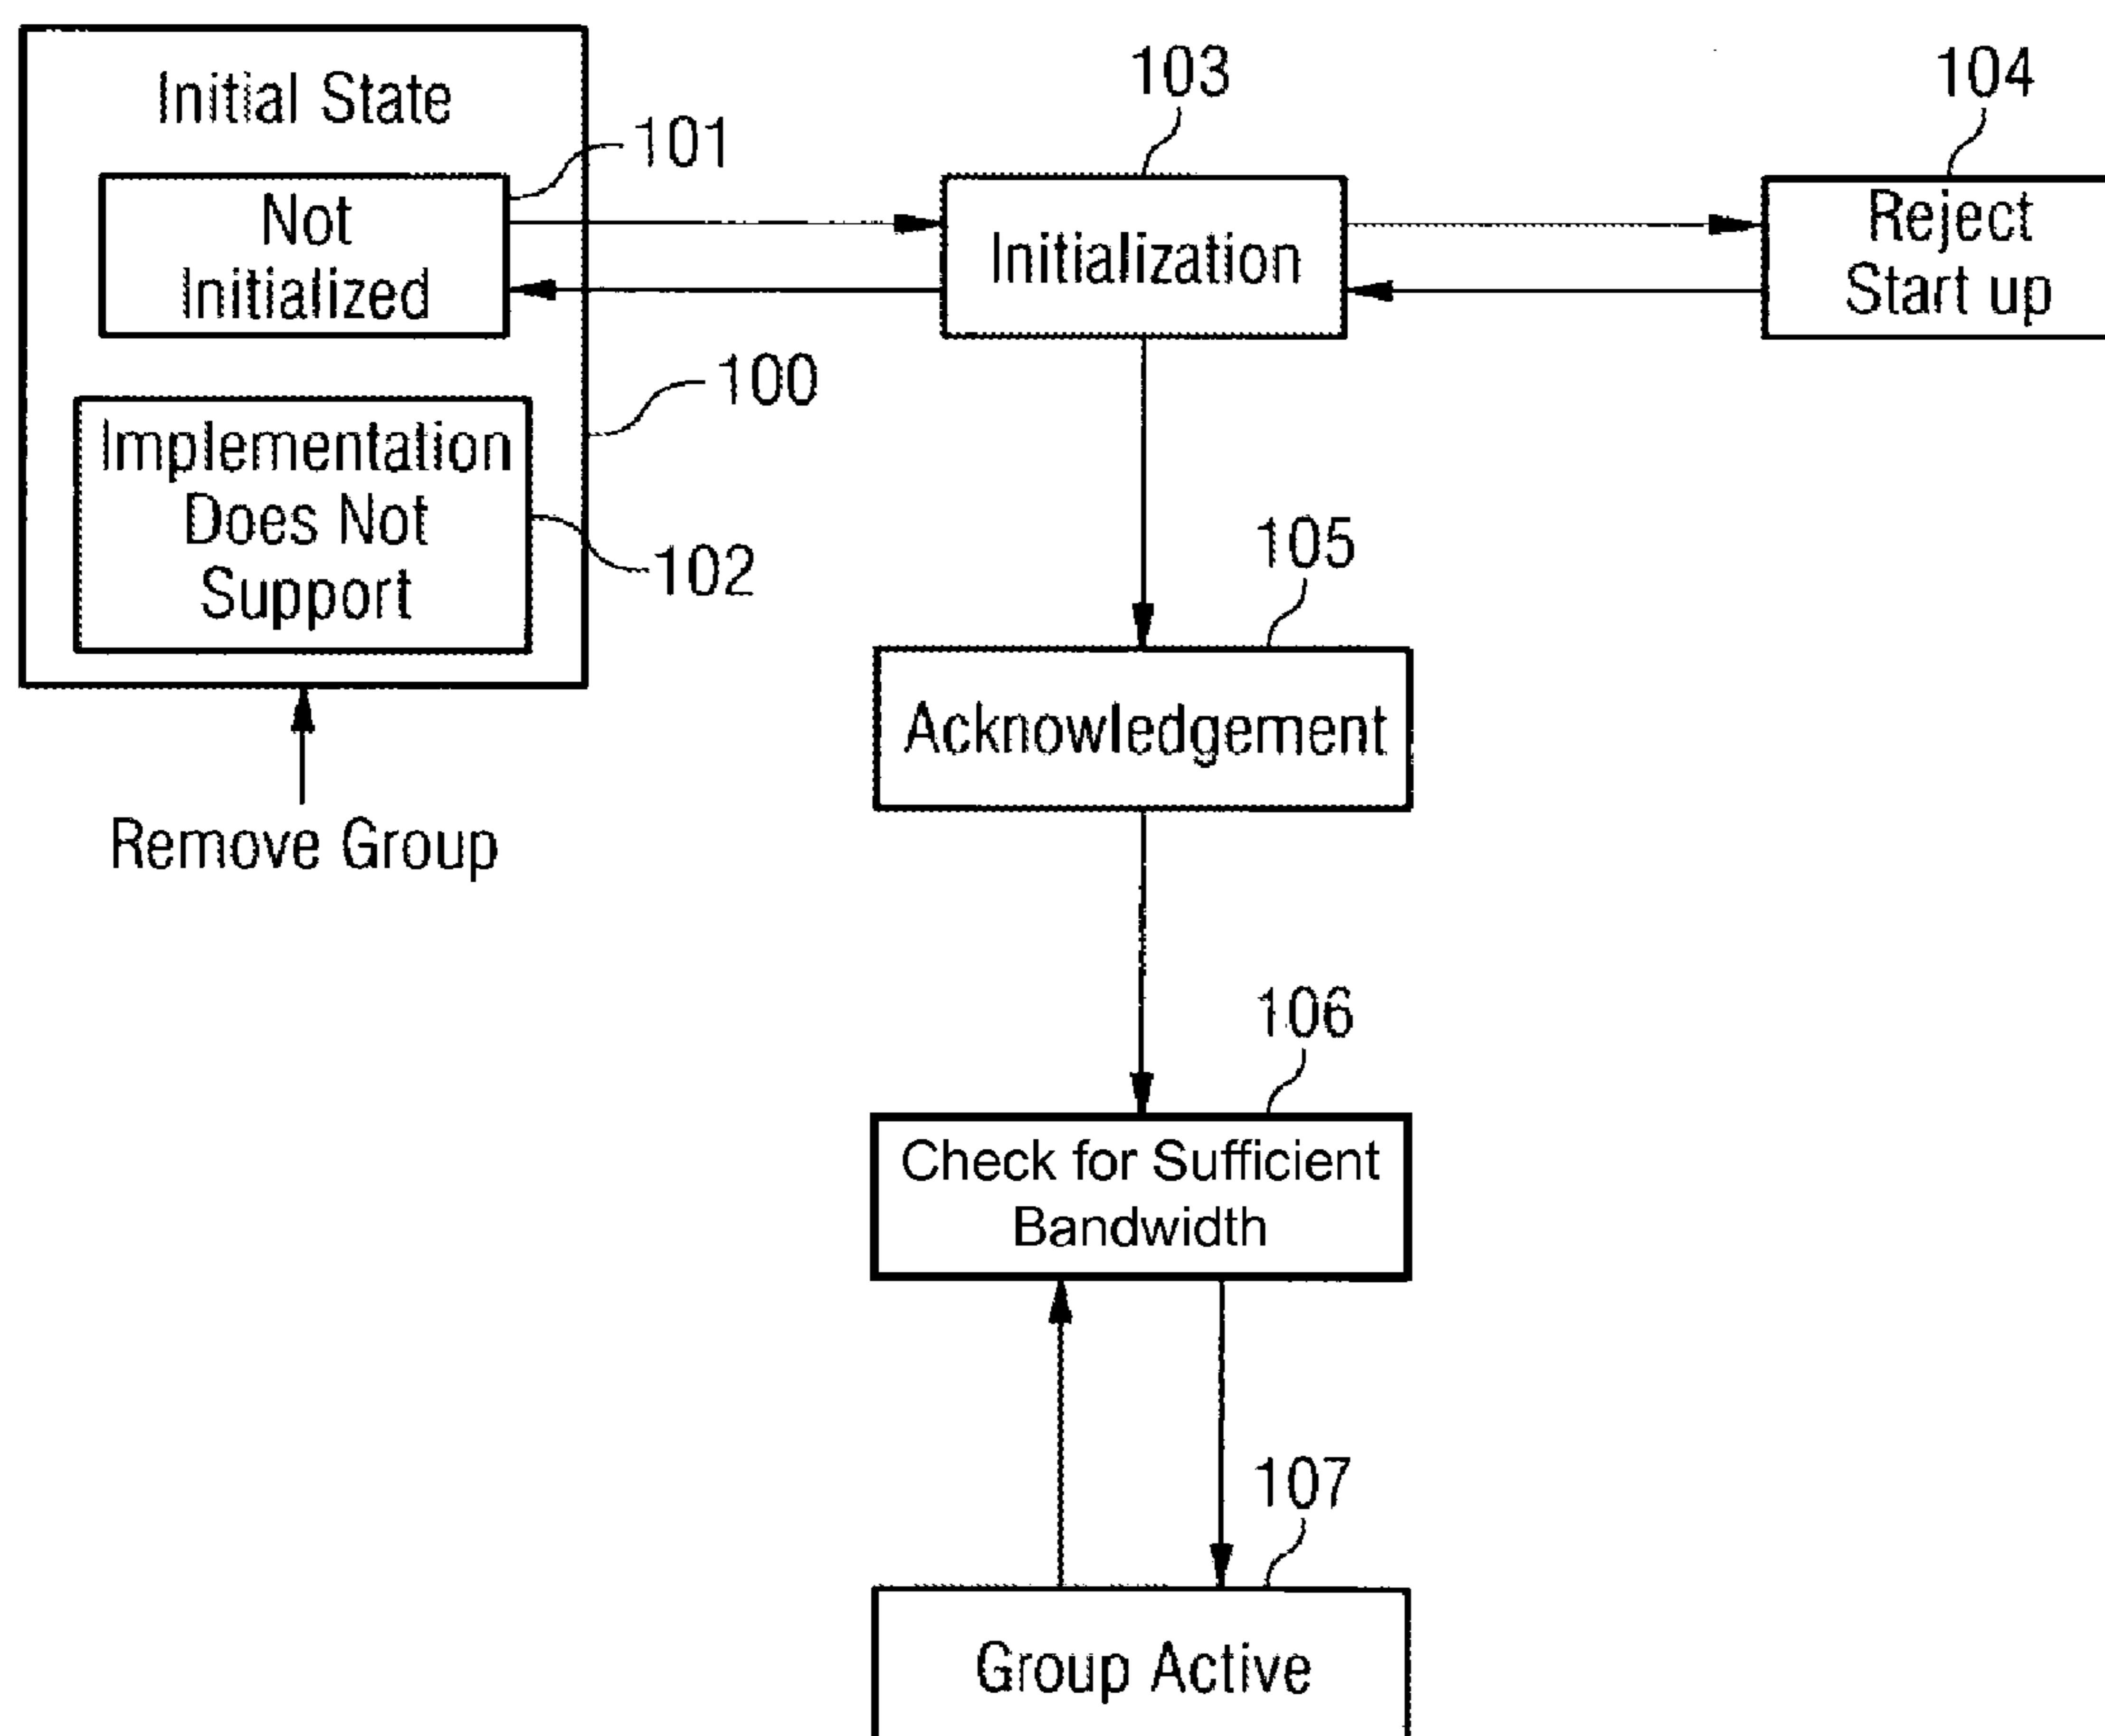 Initial State
101
Not
Initialized
100
Implementation
Does Not
Support
102
Remove Group
103
Initialization
104
Reject
Start up
105
Acknowledgement
106
Check for Sufficient
Bandwidth
107
Group Active